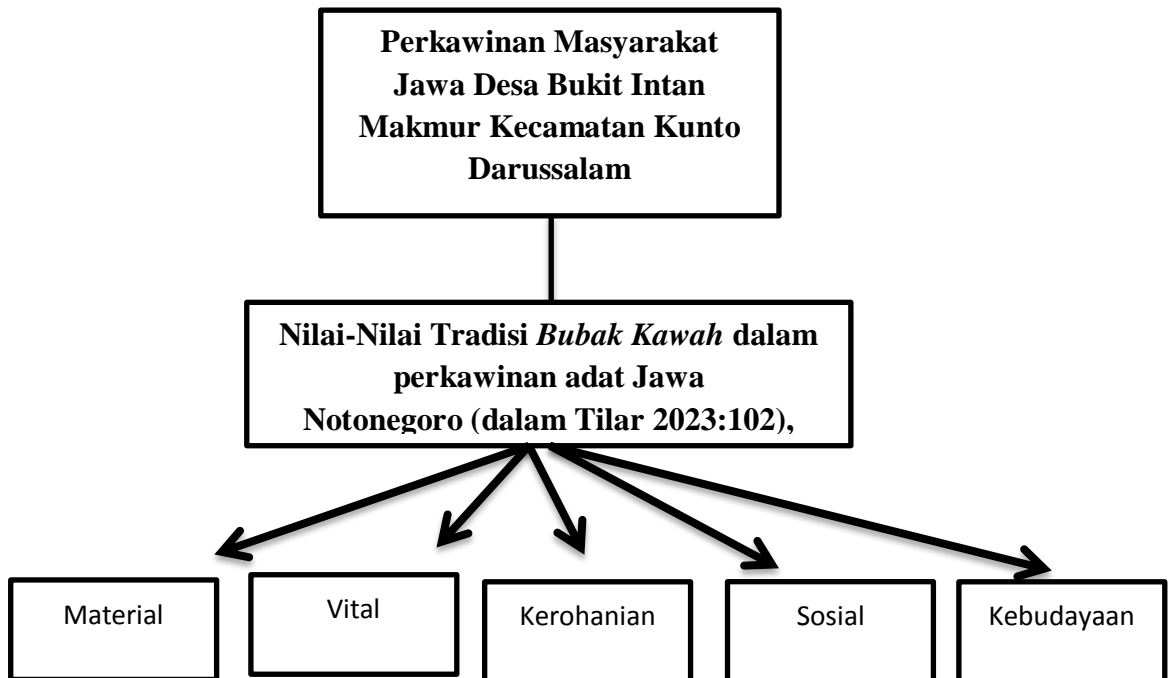 Perkawinan Masyarakat
Jawa Desa Bukit Intan
Makmur Kecamatan Kunto
Darussalam
Nilai-Nilai Tradisi Bubak Kawah dalam
perkawinan adat Jawa
Notonegoro (dalam Tilar 2023:102),
Material
Vital
Kerohanian
Sosial
Kebudayaan